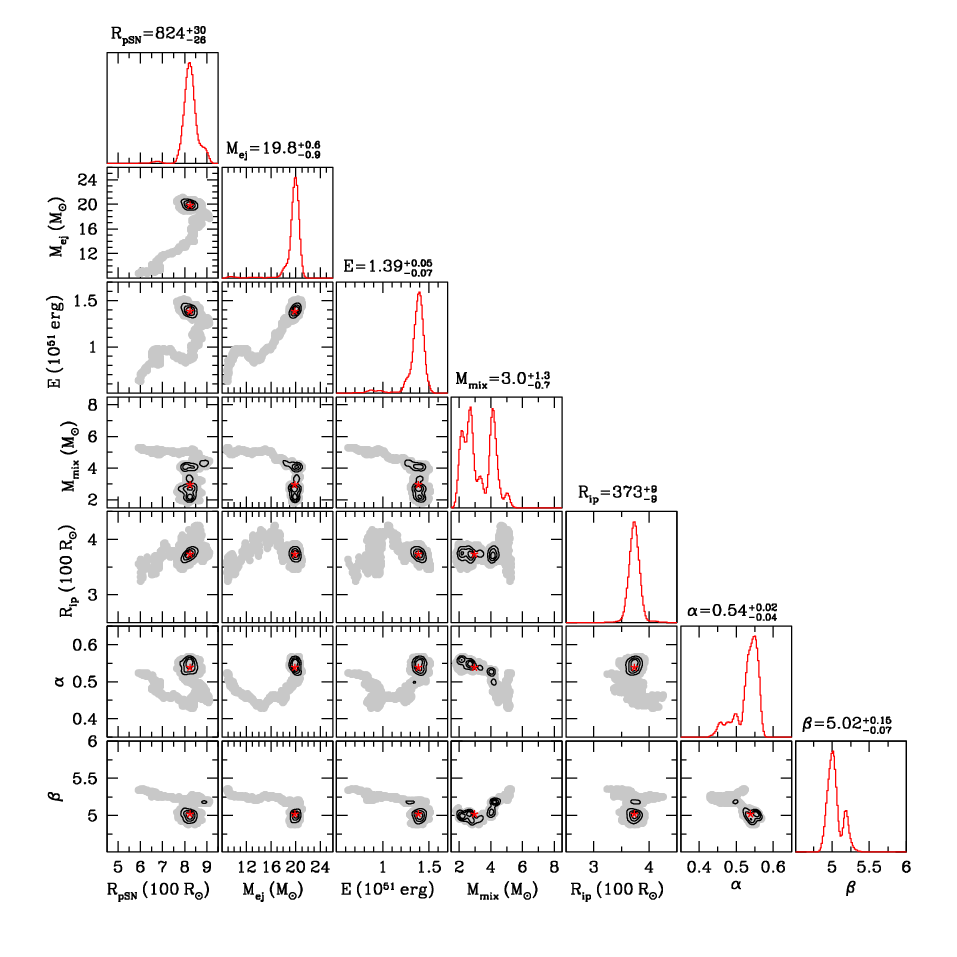 R_pSN=824^{+30}_{-26}
M_ej=19.8^{+0.6}_{-0.9}
24
20
16
12
M_ej (M_⊙)
E=1.39^{+0.05}_{-0.07}
1.5
1
E (10^{51} erg)
M_mix=3.0^{+1.3}_{-0.7}
8
6
4
2
M_mix (M_⊙)
R_ip=373^{+9}_{-9}
4
3
R_ip (100 R_⊙)
α=0.54^{+0.02}_{-0.04}
0.6
0.5
0.4
α
β=5.02^{+0.15}_{-0.07}
6
5.5
5
β
5 6 7 8 9 12 16 20 24 1 1.5 2 4 6 8 3 4 0.4 0.5 0.6 5 5.5 6
R_pSN (100 R_⊙) M_ej (M_⊙) E (10^{51} erg) M_mix (M_⊙) R_ip (100 R_⊙) α β